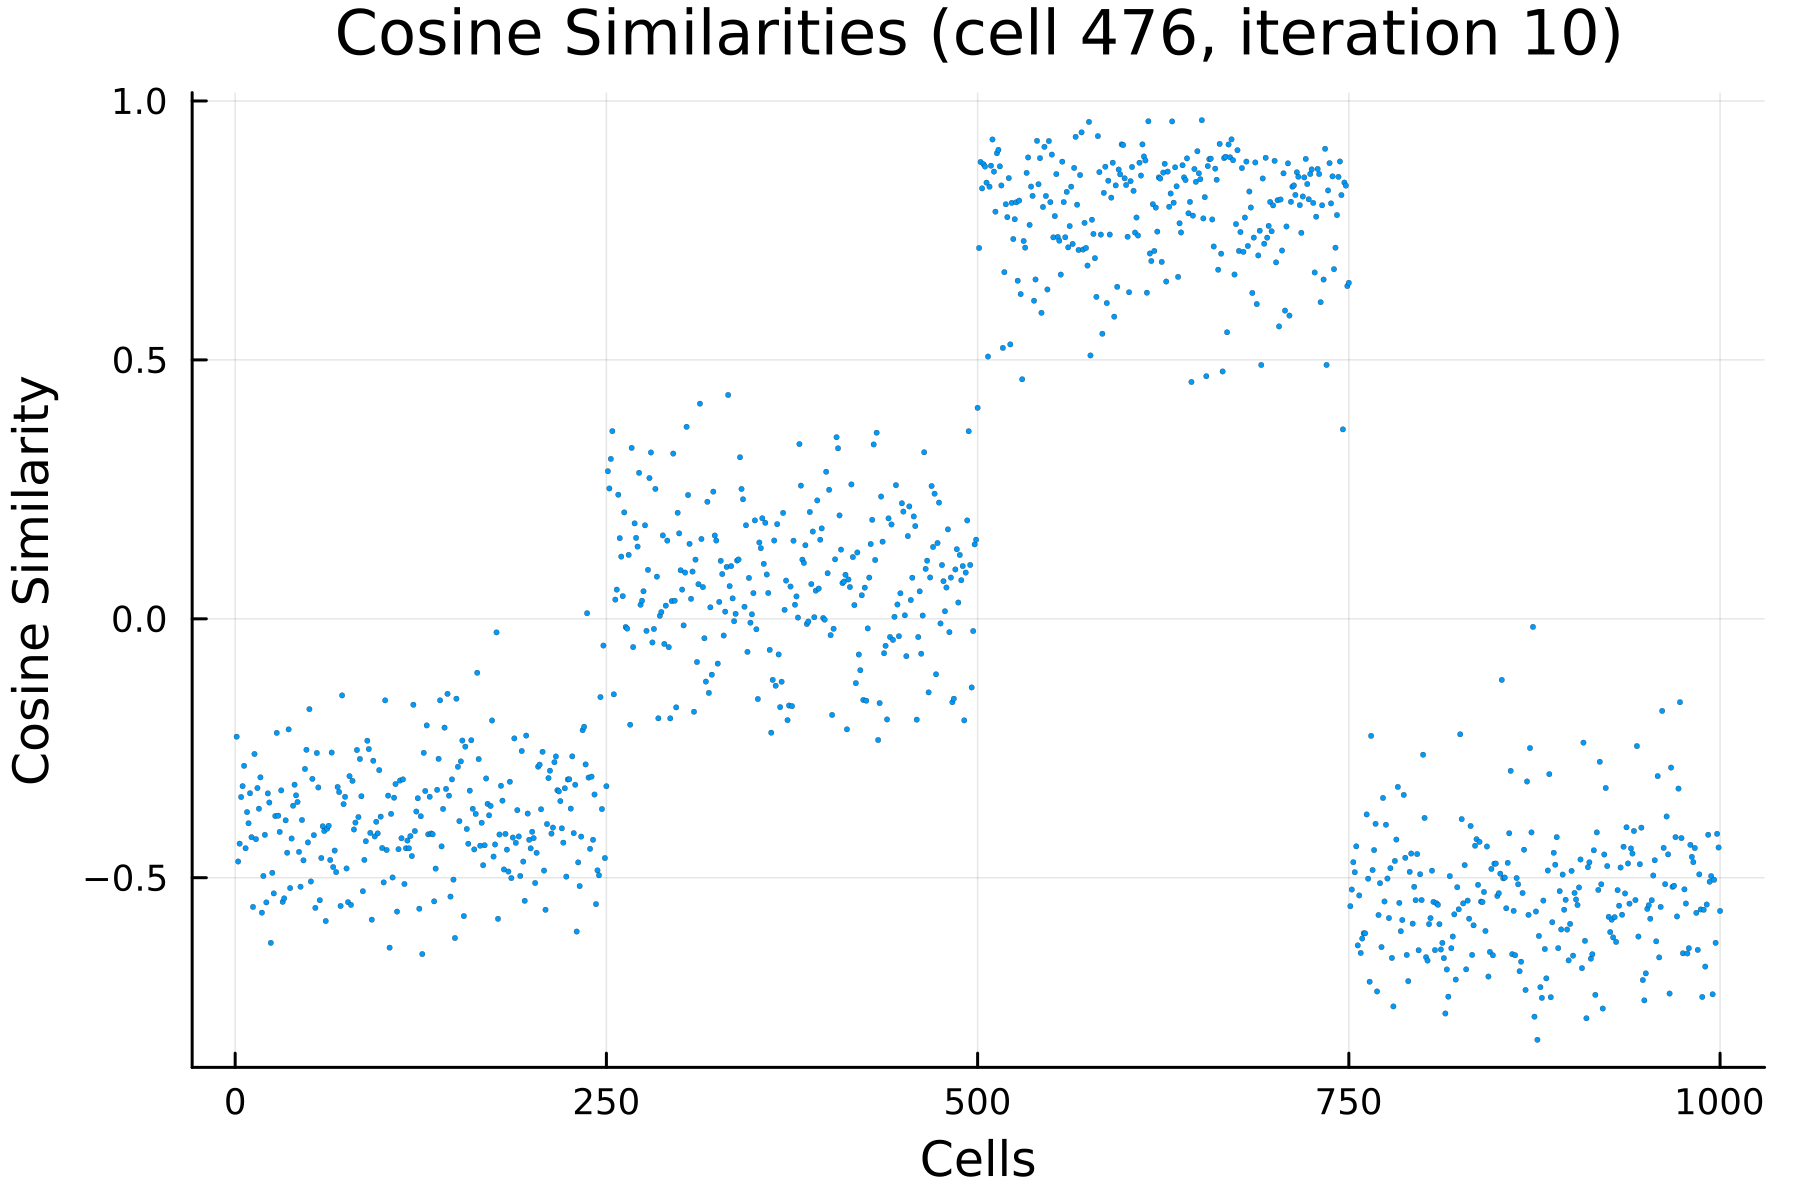 Cosine Similarities (cell 476, iteration 10)
1.0
0.5
0.0
−0.5
Cosine Similarity
0 250 500 750 1000
Cells